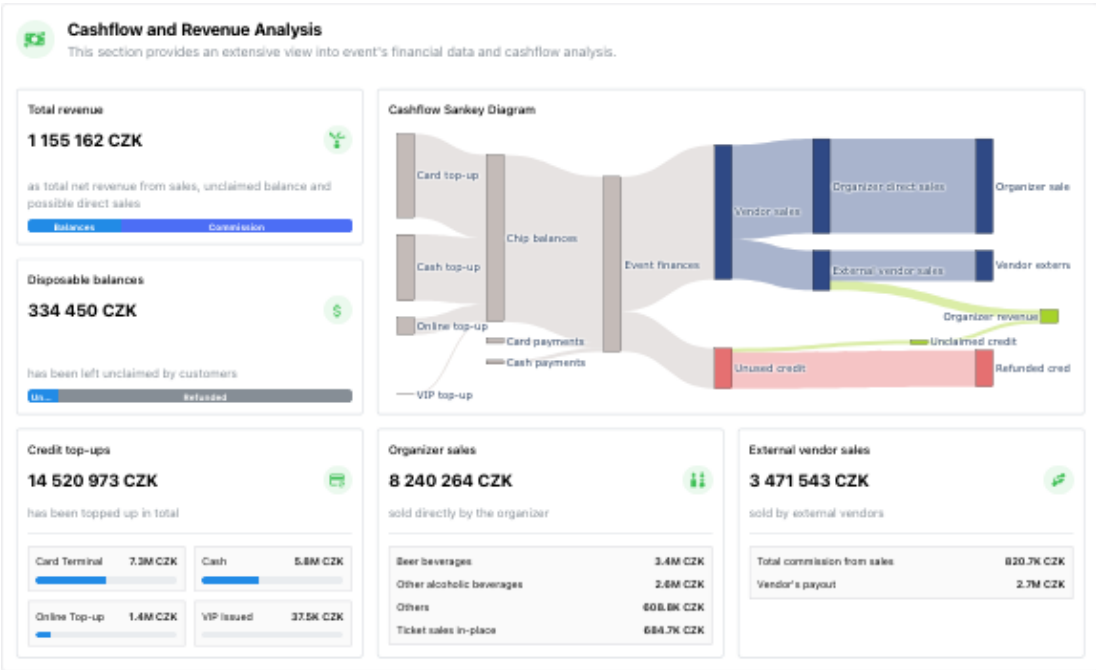 Cashflow and Revenue Analysis
This section provides an extensive view into event's financial data and cashflow analysis.
Total revenue
1 155 162 CZK
as total net revenue from sales, unclaimed balance and
possible direct sales
Balances
Commission
Disposable balances
334 450 CZK
has been left unclaimed by customers
Un...
Refunded
Cashflow Sankey Diagram
Card top-up
Cash top-up
Online top-up
VIP top-up
Chip balances
Card payments
Cash payments
Event finances
Vendor sales
Unused credit
Organizer direct sales
External vendor sales
Organizer sale
Vendor extern
Organizer revenue
Unclaimed credit
Refunded cred
Credit top-ups
14 520 973 CZK
has been topped up in total
Card Terminal 7.3M CZK
Cash 5.8M CZK
Online Top-up 1.4M CZK
VIP Issued 37.5K CZK
Organizer sales
8 240 264 CZK
sold directly by the organizer
Beer beverages 3.4M CZK
Other alcoholic beverages 2.6M CZK
Others 608.8K CZK
Ticket sales in-place 684.7K CZK
External vendor sales
3 471 543 CZK
sold by external vendors
Total commission from sales 820.7K CZK
Vendor's payout 2.7M CZK